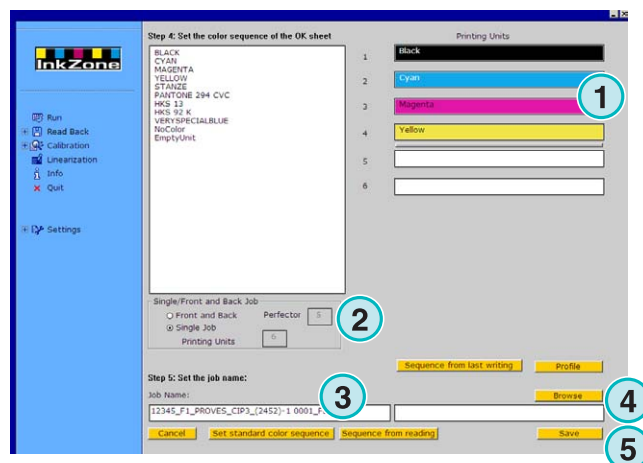 Step 4: Set the color sequence of the OK sheet
Printing Units
InkZone
BLACK
CYAN
MAGENTA
YELLOW
STANZE
PANTONE 294 CVC
HKS 13
HKS 92 K
VERYSPECIALBLUE
NoColor
EmptyUnit
1 Black
2 Cyan
1
3 Magenta
4 Yellow
5
6
Run
Read Back
Calibration
Linearization
Info
Quit
Settings
Single/Front and Back Job
Front and Back Perfector 5
Single Job
Printing Units 6
2
Sequence from last writing Profile
Step 5: Set the job name:
Job Name:
3
Browse
4
12345_F1_PROVES_CIP3_(2452)-1 0001_F
Cancel Set standard color sequence Sequence from reading Save
5